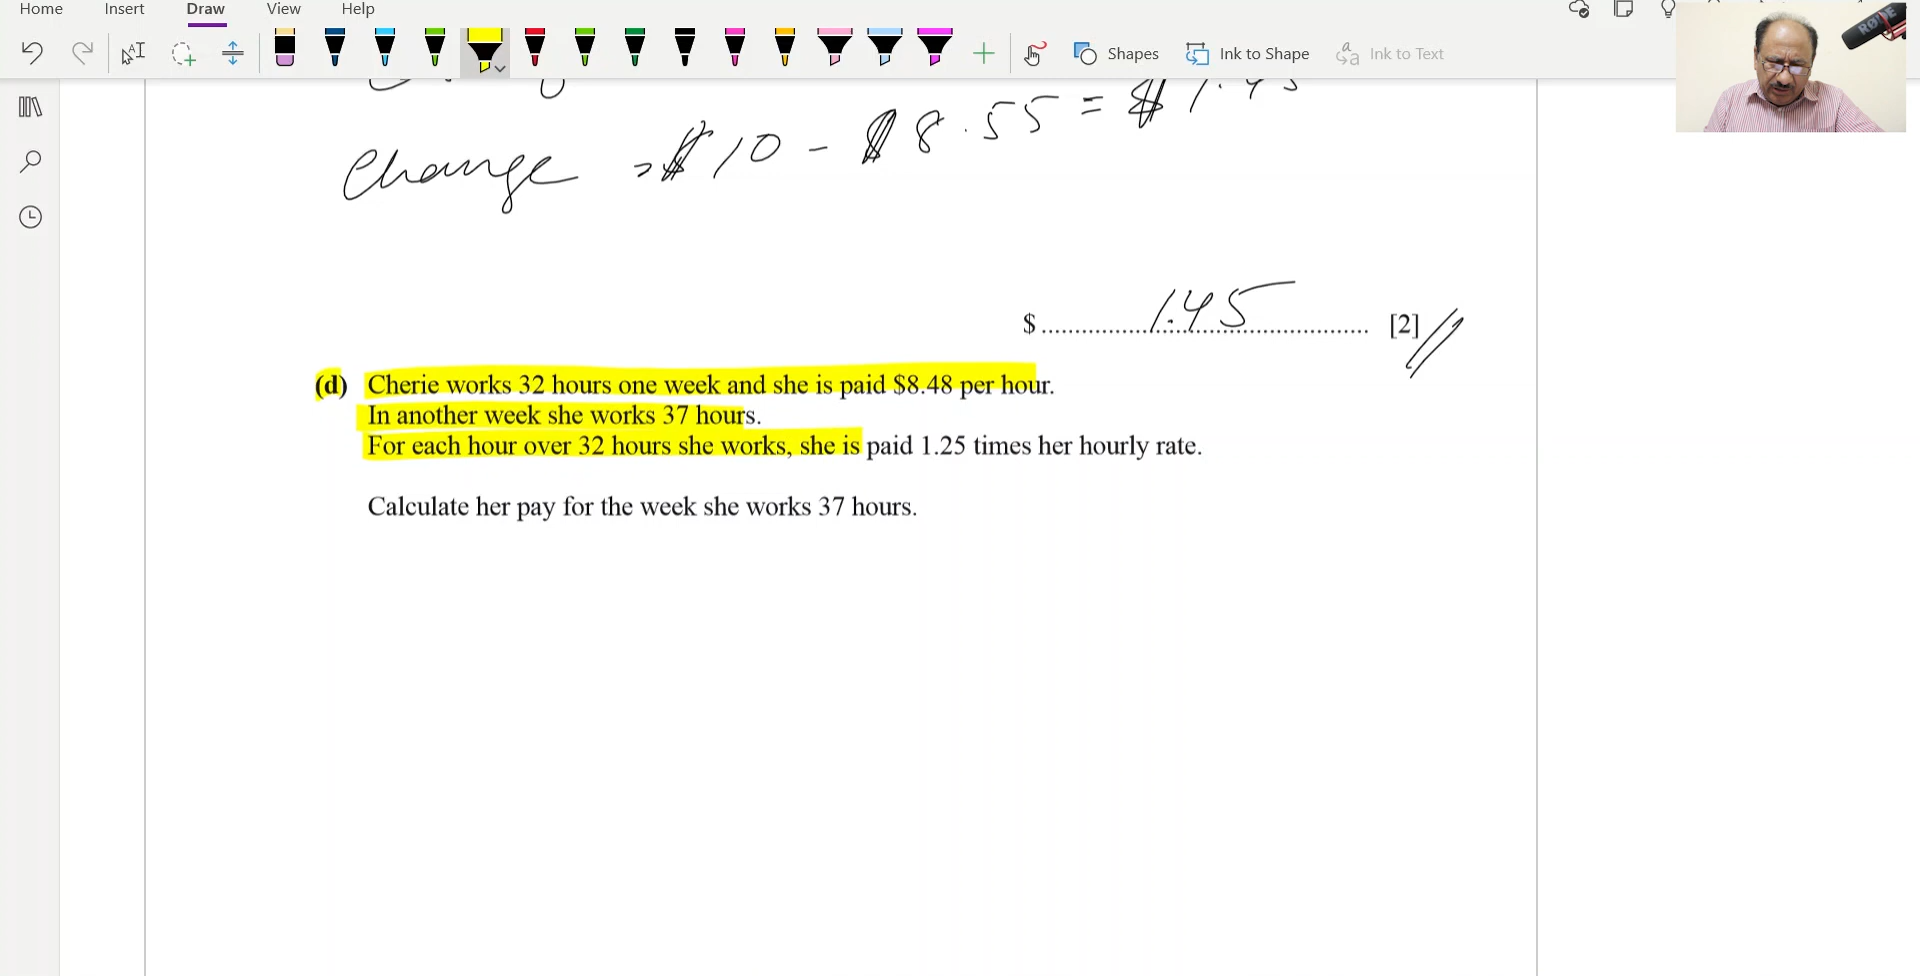 Home Insert Draw View Help
Shapes Ink to Shape Ink to Text
Change = $10 - $8.55 = $1.45
$ 1.45 [2]
(d) Cherie works 32 hours one week and she is paid $8.48 per hour.
In another week she works 37 hours.
For each hour over 32 hours she works, she is paid 1.25 times her hourly rate.
Calculate her pay for the week she works 37 hours.
RØDE